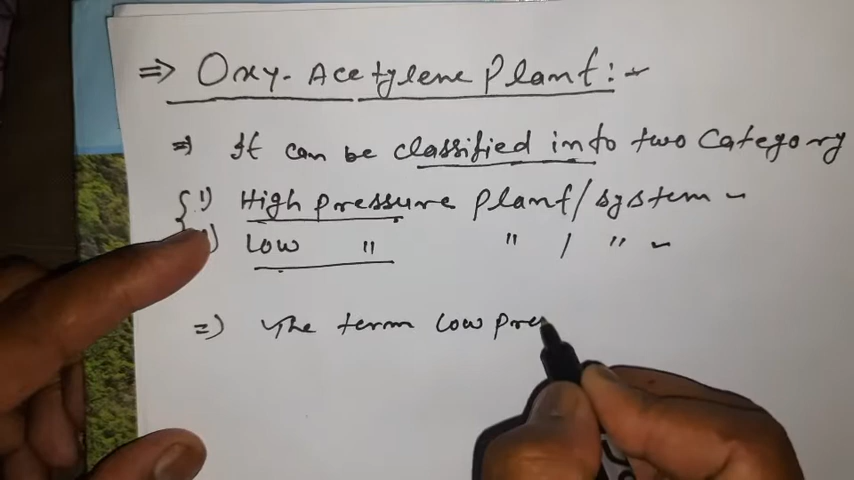 ⇒ Oxy-Acetylene Plant:-
⇒ It can be classified into two Category
i) High pressure plant/system -
) Low " " / " -
⇒) The term low pre